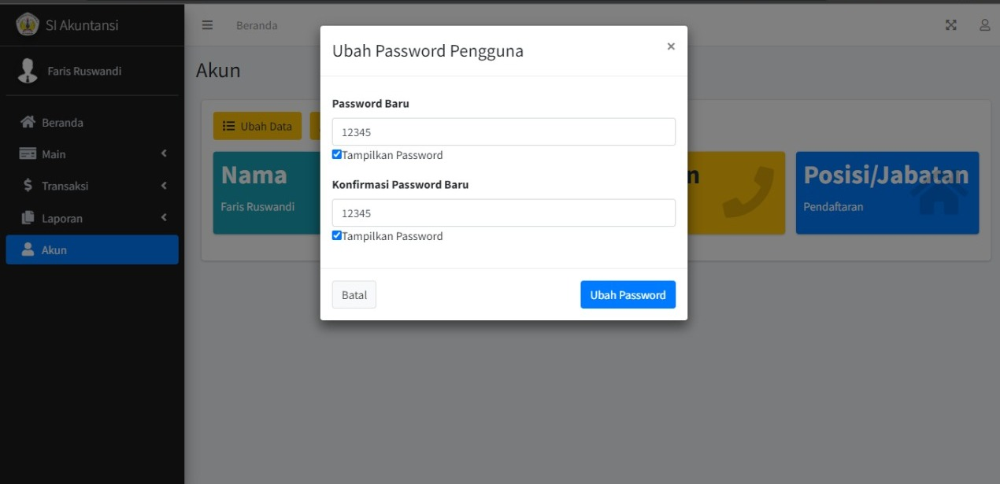 SI Akuntansi
Beranda
Faris Ruswandi
Beranda
Main
Transaksi
Laporan
Akun
Akun
Ubah Data
Nama
Faris Ruswandi
n
Posisi/Jabatan
Pendaftaran
Ubah Password Pengguna
×
Password Baru
12345
Tampilkan Password
Konfirmasi Password Baru
12345
Tampilkan Password
Batal
Ubah Password